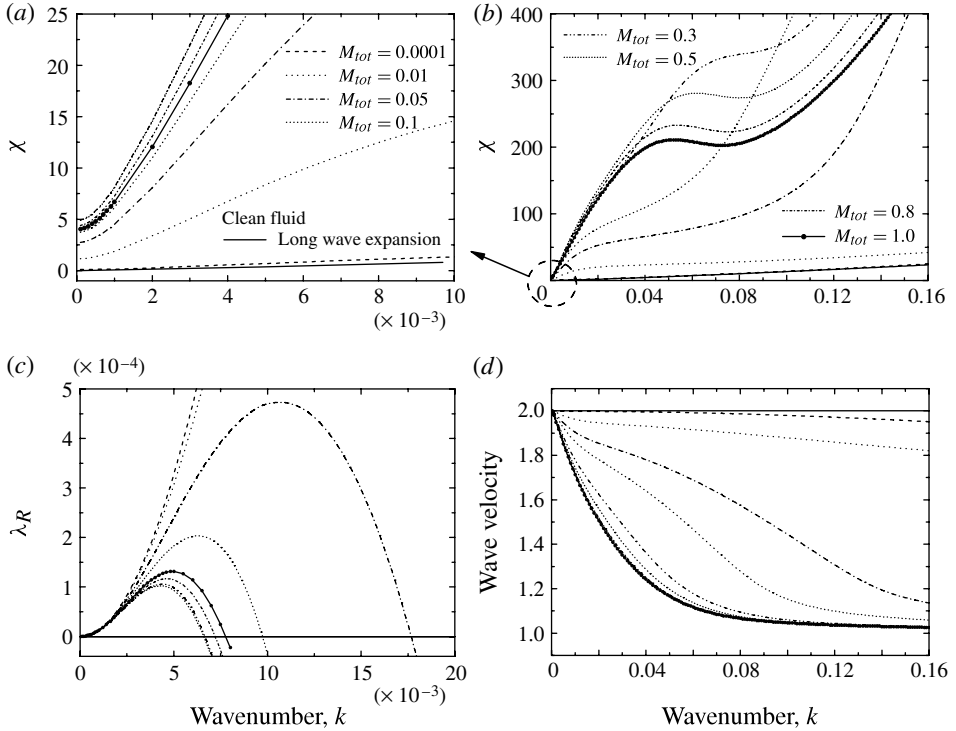 (a)
25
20
15
10
5
0
χ
M_tot = 0.0001
M_tot = 0.01
M_tot = 0.05
M_tot = 0.1
Clean fluid
Long wave expansion
0 2 4 6 8 10
(× 10⁻³)
(b)
400
300
200
100
0
χ
M_tot = 0.3
M_tot = 0.5
M_tot = 0.8
M_tot = 1.0
0.04 0.08 0.12 0.16
(c)
(× 10⁻⁴)
5
4
3
2
1
0
λ_R
0 5 10 15 20
(× 10⁻³)
Wavenumber, k
(d)
2.0
1.8
1.6
1.4
1.2
1.0
Wave velocity
0 0.04 0.08 0.12 0.16
Wavenumber, k